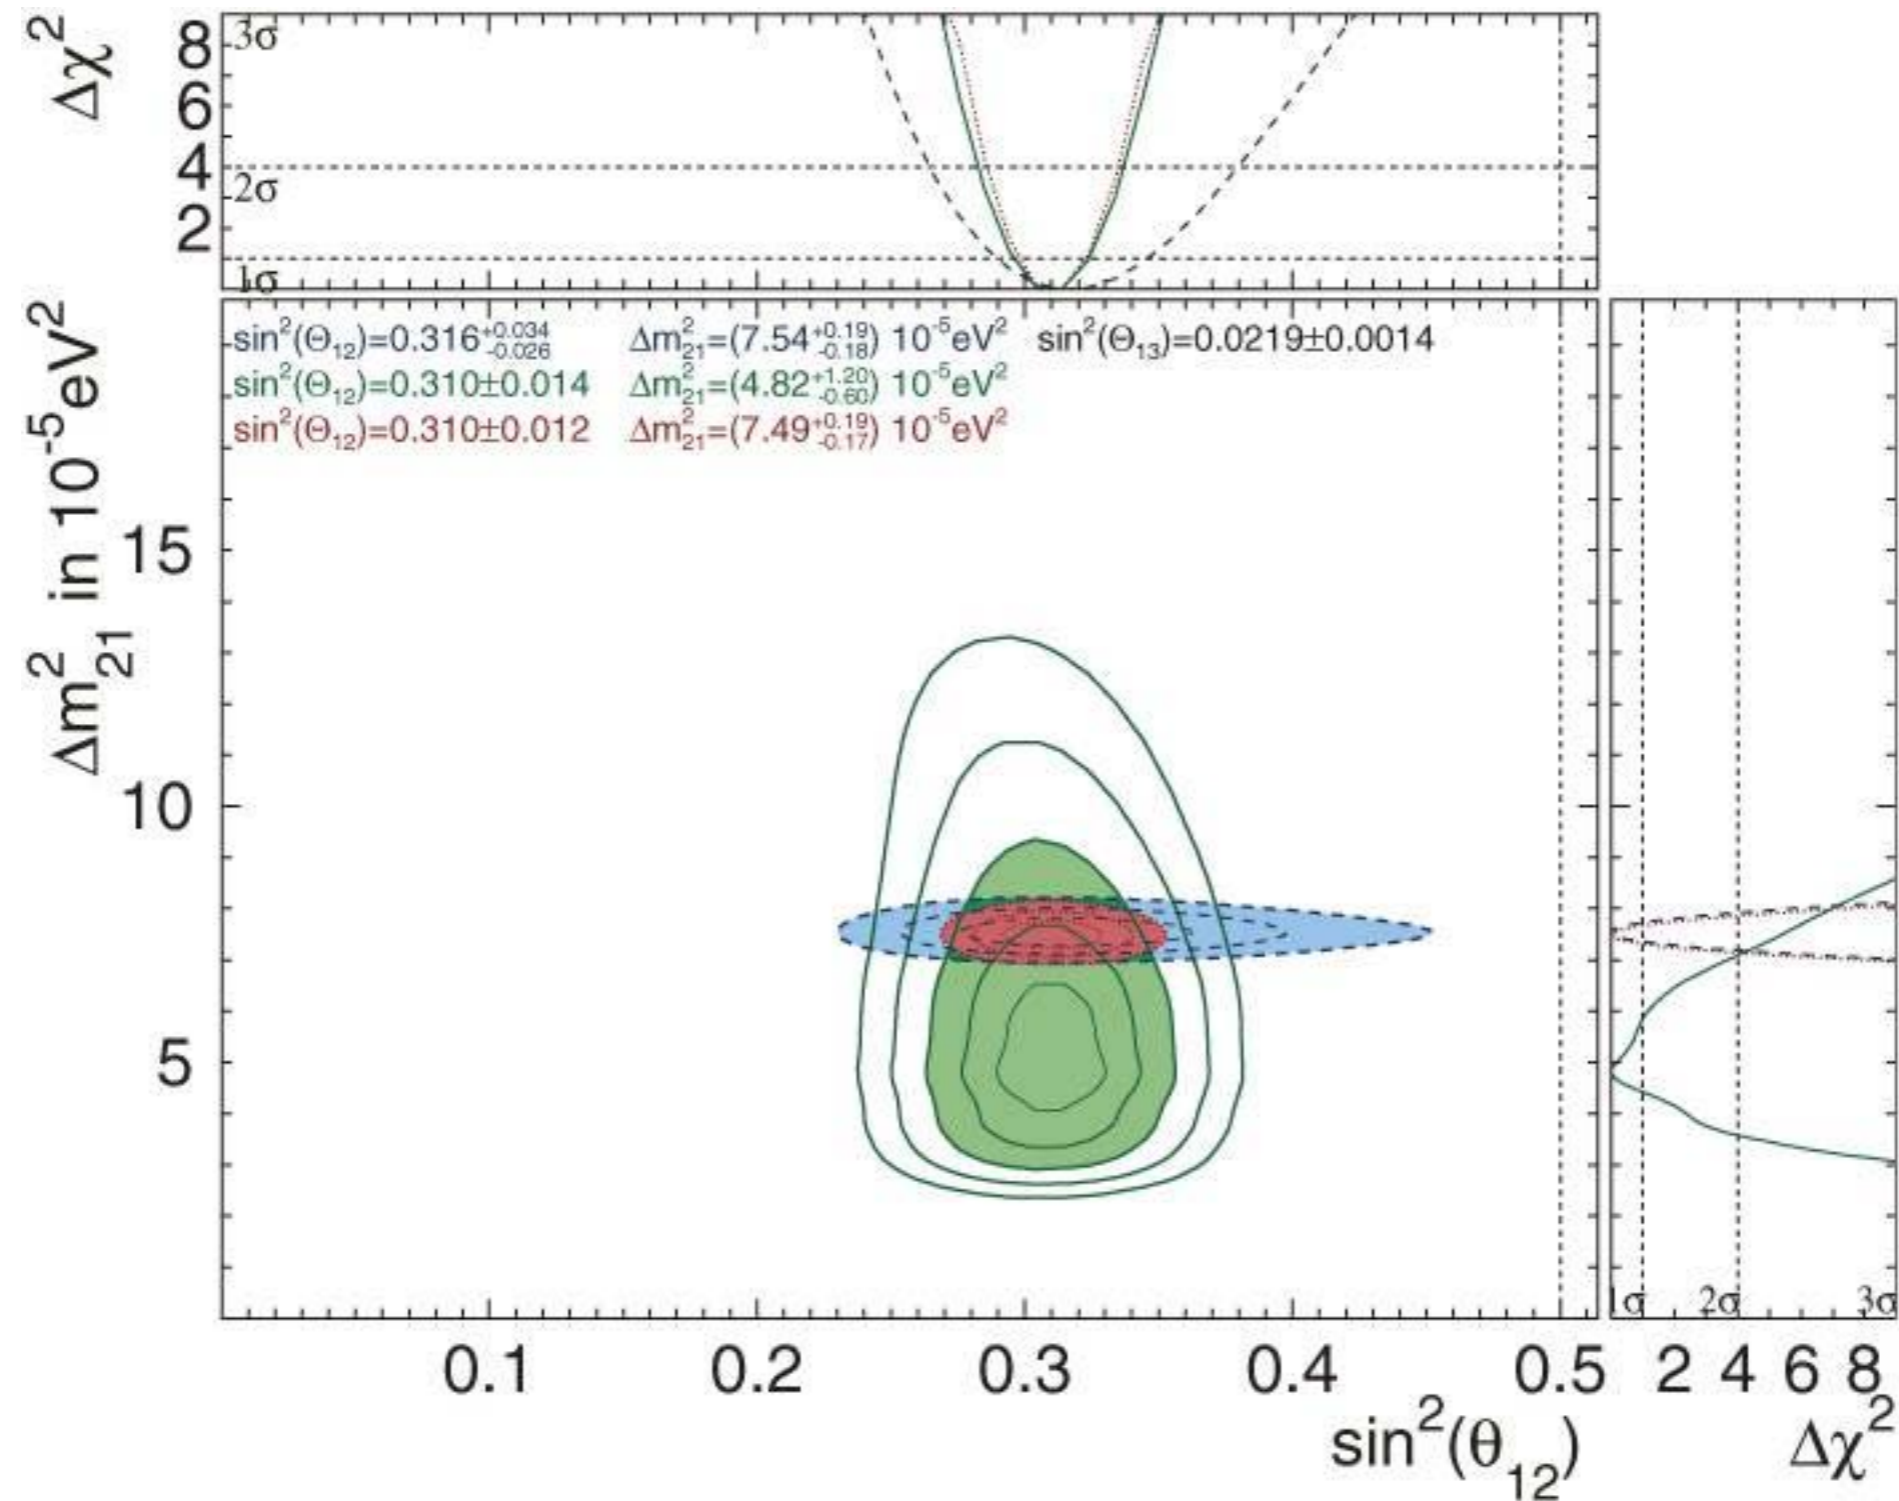 Δχ²
8
6
4
2
3σ
2σ
1σ
sin²(Θ₁₂)=0.316+0.034-0.026 Δm²₂₁=(7.54+0.19-0.18) 10⁻⁵eV² sin²(Θ₁₃)=0.0219±0.0014
sin²(Θ₁₂)=0.310±0.014 Δm²₂₁=(4.82+1.20-0.60) 10⁻⁵eV²
sin²(Θ₁₂)=0.310±0.012 Δm²₂₁=(7.49+0.19-0.17) 10⁻⁵eV²
Δm²₂₁ in 10⁻⁵eV²
15
10
5
1σ 2σ 3σ
0.1 0.2 0.3 0.4 0.5 2 4 6 8
sin²(θ₁₂) Δχ²